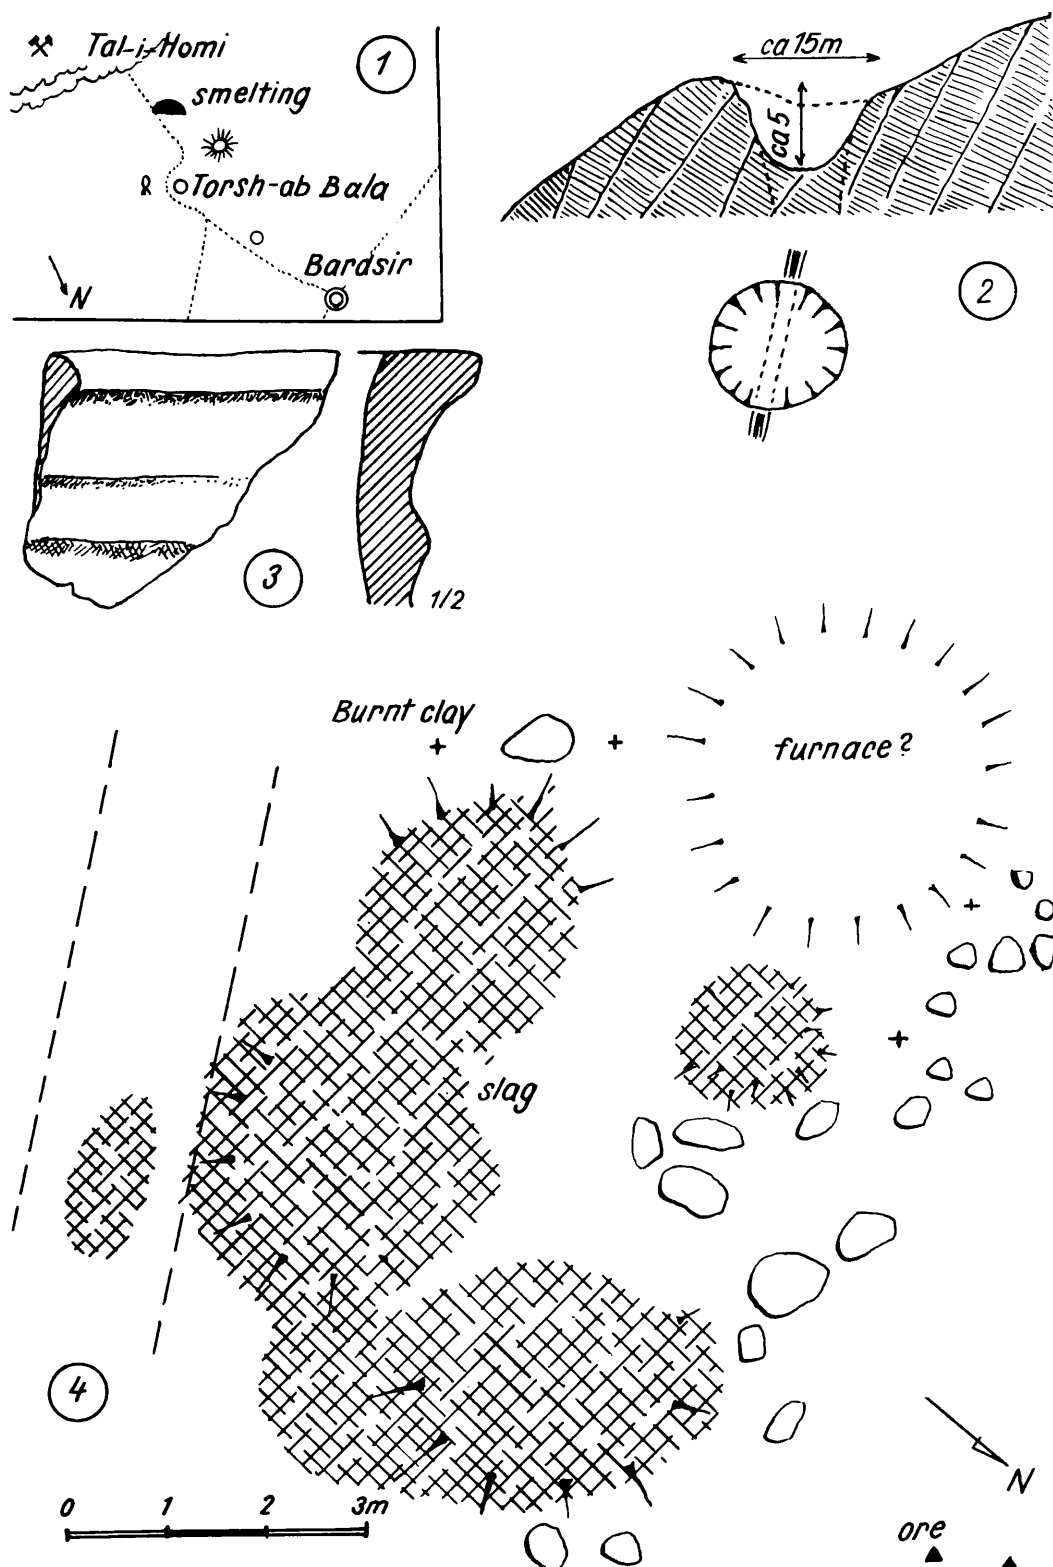 Tal-i-Homi
1
smelting
Torsh-ab Bala
Bardsir
N
ca 15m
ca 5
2
3
1/2
Burnt clay
furnace?
slag
4
0 1 2 3m
N
ore